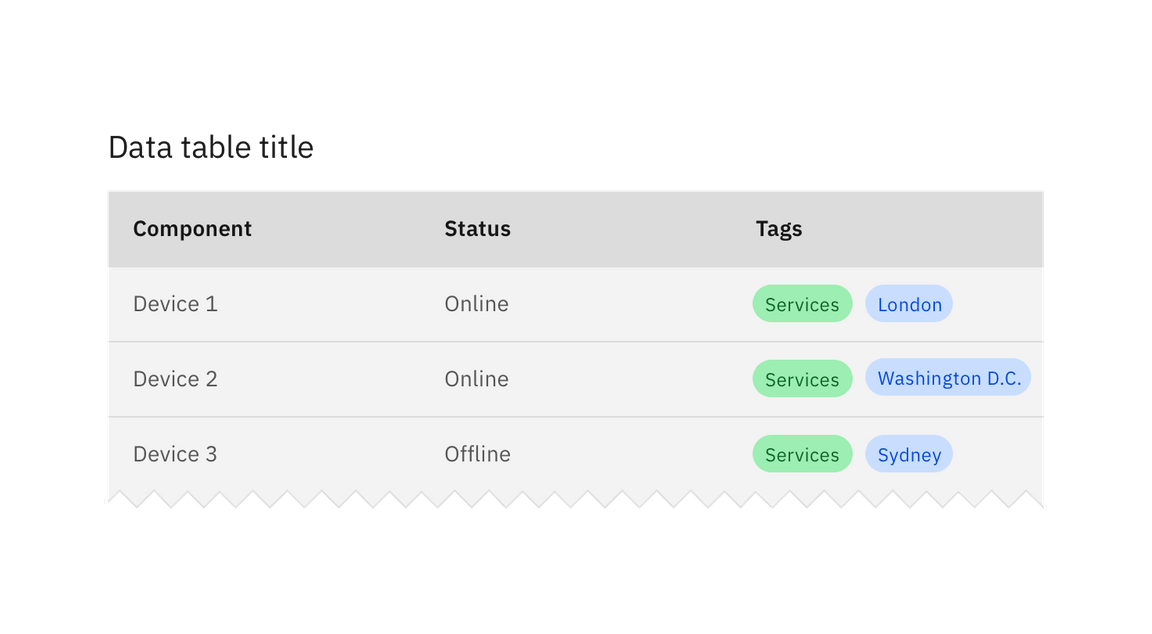 Data table title
Component Status Tags
Device 1 Online Services London
Device 2 Online Services Washington D.C.
Device 3 Offline Services Sydney